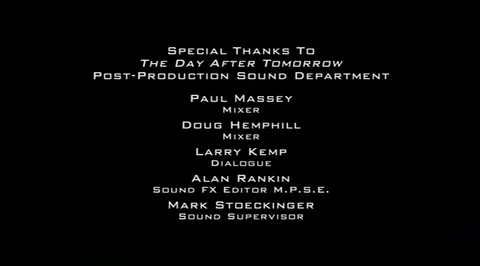 Special Thanks To
The Day After Tomorrow
Post-Production Sound Department
Paul Massey
Mixer
Doug Hemphill
Mixer
Larry Kemp
Dialogue
Alan Rankin
Sound FX Editor M.P.S.E.
Mark Stoeckinger
Sound Supervisor